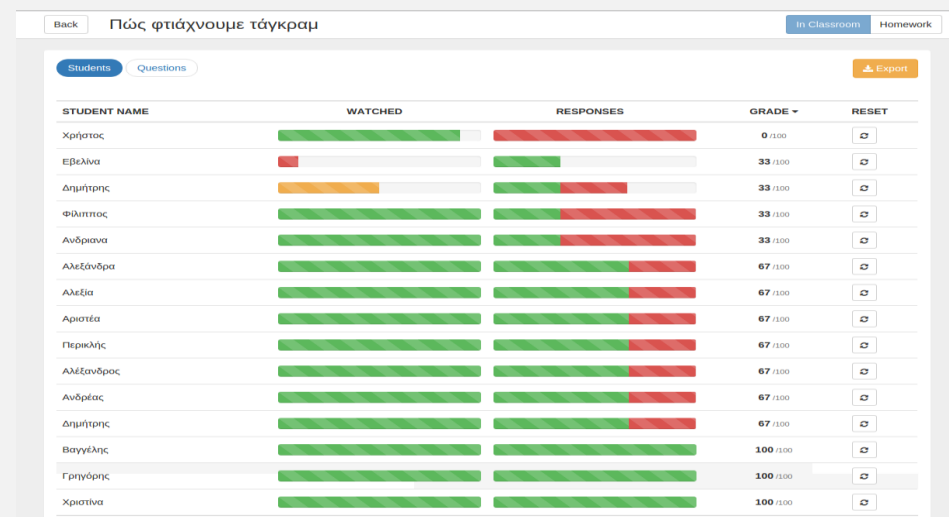 Back Πώς φτιάχνουμε τάγκραμ In Classroom Homework
Students Questions Export
STUDENT NAME WATCHED RESPONSES GRADE RESET
Χρήστος 0 /100
Εβελίνα 33 /100
Δημήτρης 33 /100
Φίλιππος 33 /100
Ανδριανα 33 /100
Αλεξάνδρα 67 /100
Αλεξία 67 /100
Αριστέα 67 /100
Περικλής 67 /100
Αλέξανδρος 67 /100
Ανδρέας 67 /100
Δημήτρης 67 /100
Βαγγέλης 100 /100
Γρηγόρης 100 /100
Χριστίνα 100 /100